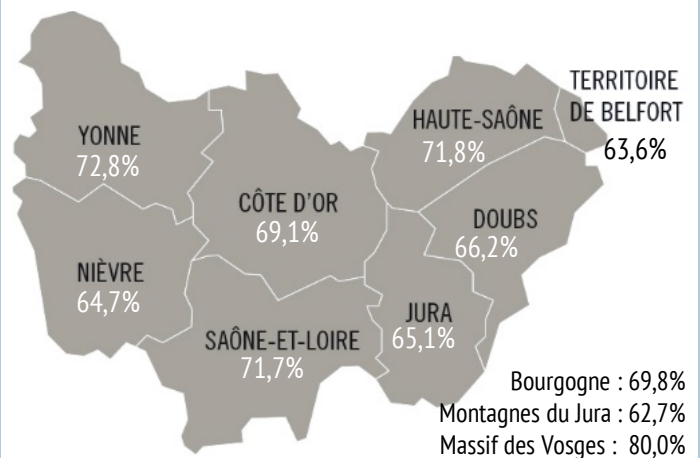 TERRITOIRE
DE BELFORT
63,6%
HAUTE-SAÔNE
71,8%
YONNE
72,8%
CÔTE D'OR
69,1%
DOUBS
66,2%
NIÈVRE
64,7%
JURA
65,1%
SAÔNE-ET-LOIRE
71,7%
Bourgogne : 69,8%
Montagnes du Jura : 62,7%
Massif des Vosges : 80,0%